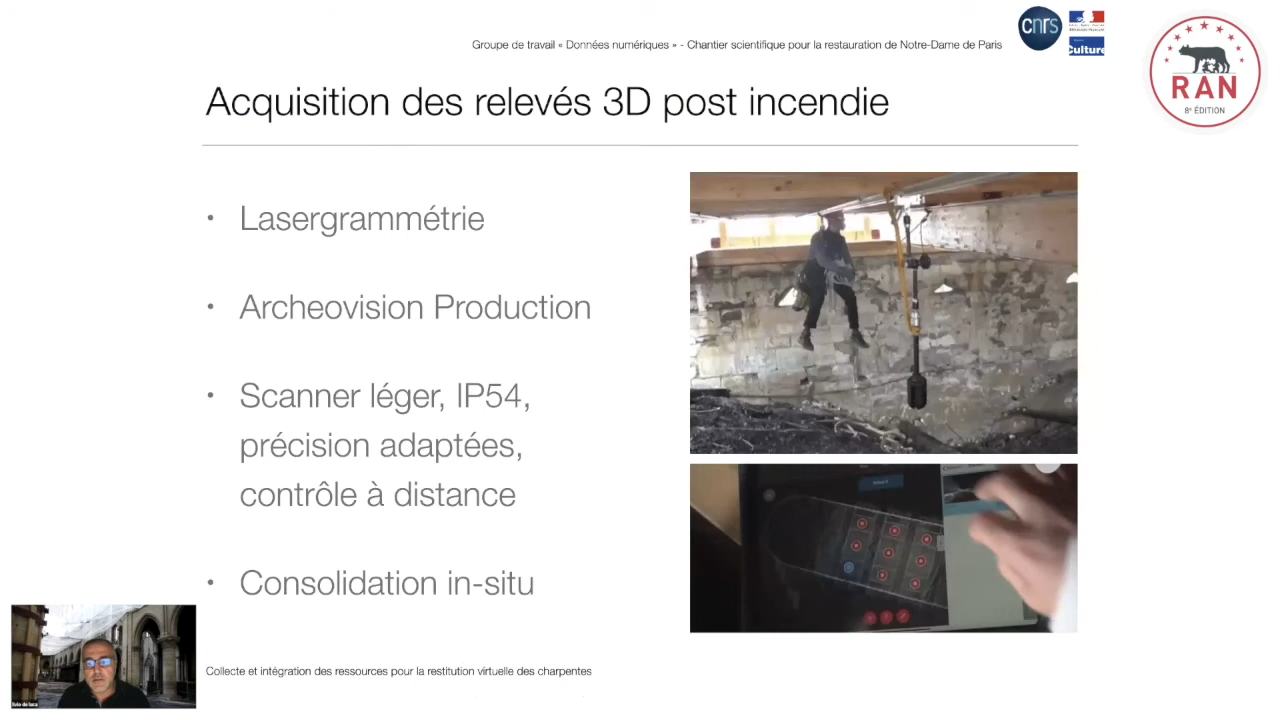 Groupe de travail « Données numériques » - Chantier scientifique pour la restauration de Notre-Dame de Paris
cnrs
Culture
RAN
8e ÉDITION
Acquisition des relevés 3D post incendie
• Lasergrammétrie
• Archeovision Production
• Scanner léger, IP54,
précision adaptées,
contrôle à distance
• Consolidation in-situ
Collecte et intégration des ressources pour la restitution virtuelle des charpentes